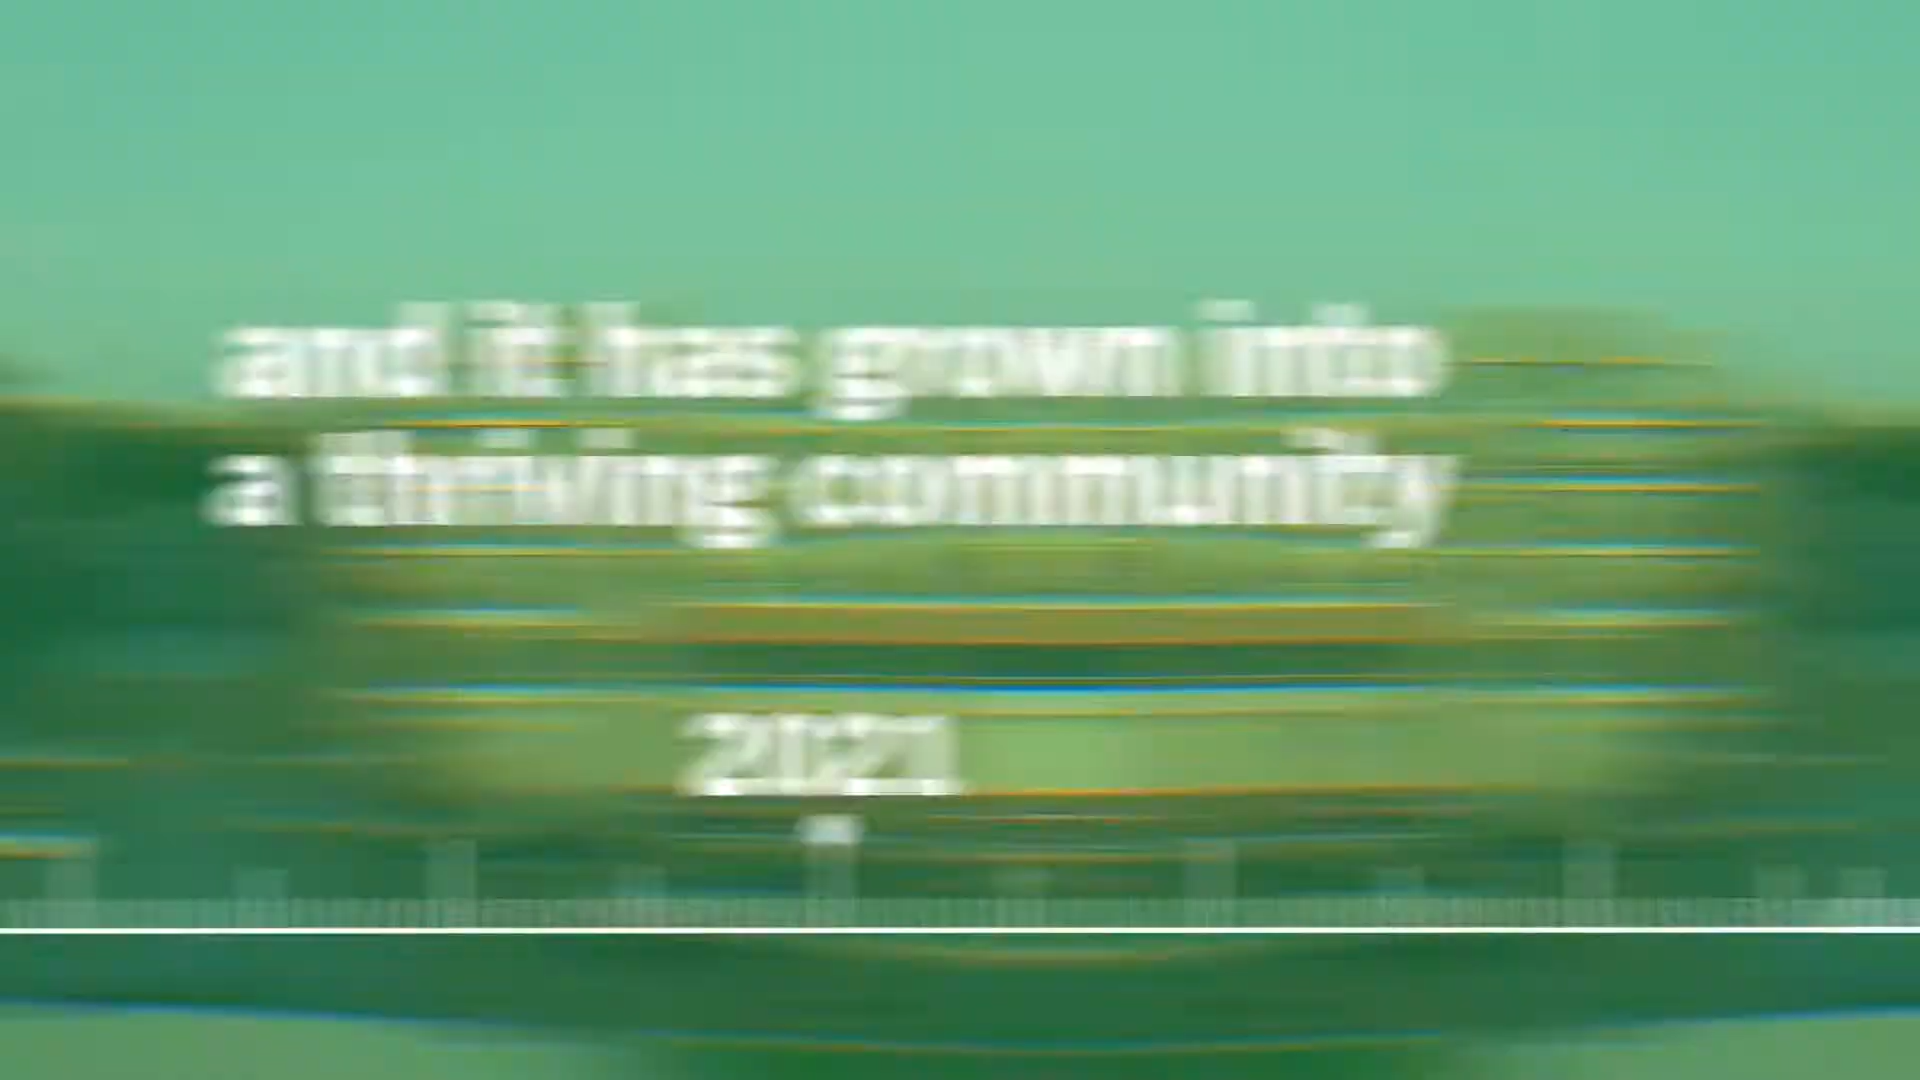 and it has grown into
a thriving community
2021